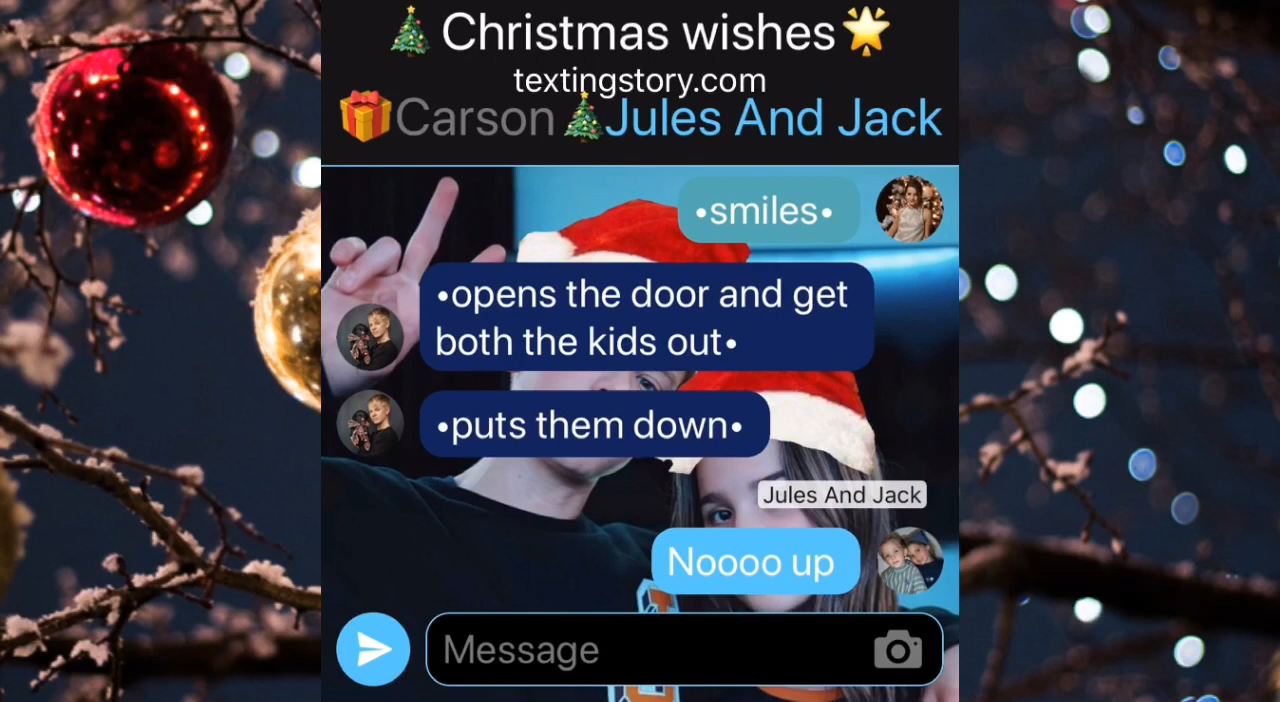 🎄 Christmas wishes🌟
textingstory.com
🎁Carson🎄Jules And Jack
•smiles•
•opens the door and get
both the kids out•
•puts them down•
Jules And Jack
Noooo up
Message